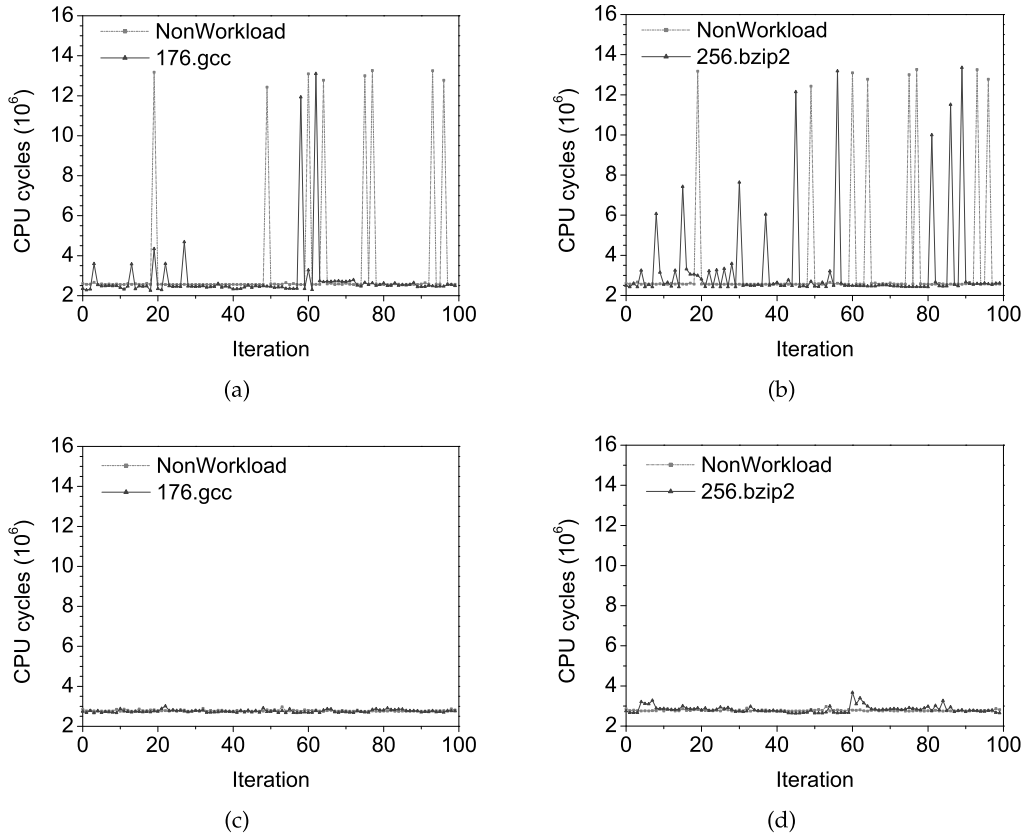 16
14
12
10
8
6
4
2
CPU cycles (10⁶)
NonWorkload
176.gcc
0 20 40 60 80 100
Iteration
(a)
16
14
12
10
8
6
4
2
CPU cycles (10⁶)
NonWorkload
256.bzip2
0 20 40 60 80 100
Iteration
(b)
16
14
12
10
8
6
4
2
CPU cycles (10⁶)
NonWorkload
176.gcc
0 20 40 60 80 100
Iteration
(c)
16
14
12
10
8
6
4
2
CPU cycles (10⁶)
NonWorkload
256.bzip2
0 20 40 60 80 100
Iteration
(d)